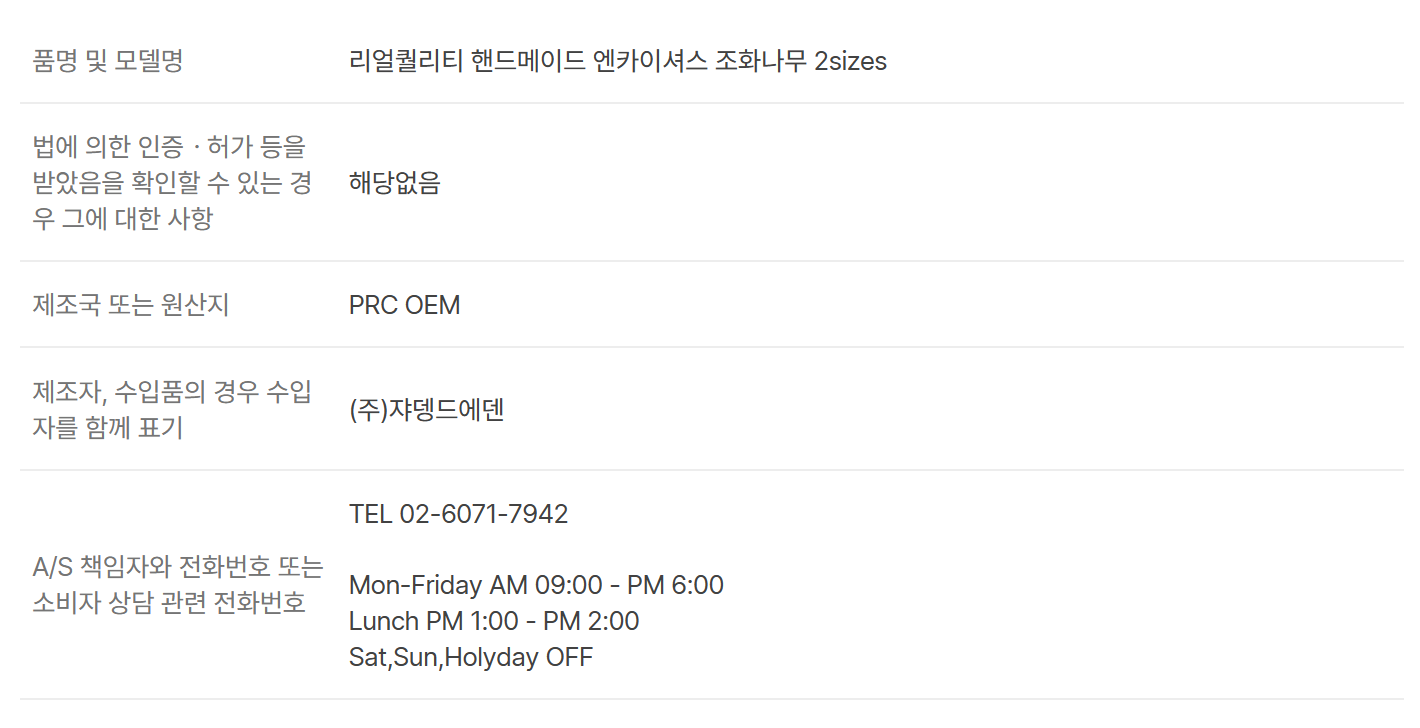 품명 및 모델명
리얼퀄리티 핸드메이드 엔카이셔스 조화나무 2sizes
법에 의한 인증 · 허가 등을
받았음을 확인할 수 있는 경
우 그에 대한 사항
해당없음
제조국 또는 원산지
PRC OEM
제조자, 수입품의 경우 수입
자를 함께 표기
(주)쟈뎅드에덴
A/S 책임자와 전화번호 또는
소비자 상담 관련 전화번호
TEL 02-6071-7942
Mon-Friday AM 09:00 - PM 6:00
Lunch PM 1:00 - PM 2:00
Sat,Sun,Holyday OFF